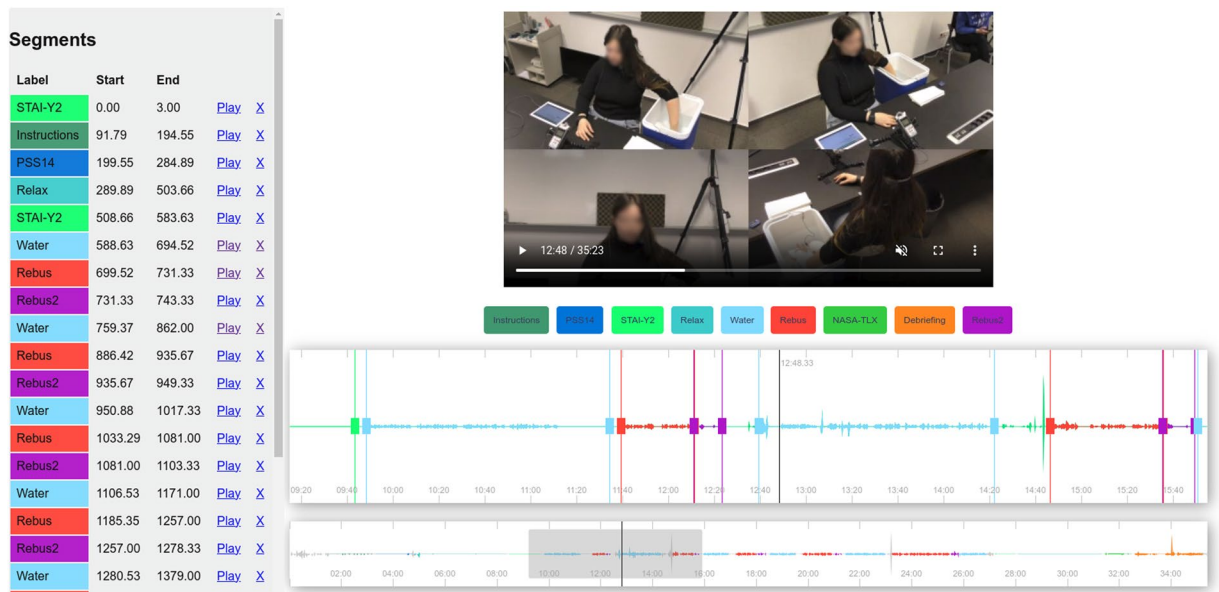 Segments
Label Start End
STAI-Y2 0.00 3.00 Play X
Instructions 91.79 194.55 Play X
PSS14 199.55 284.89 Play X
Relax 289.89 503.66 Play X
STAI-Y2 508.66 583.63 Play X
Water 588.63 694.52 Play X
Rebus 699.52 731.33 Play X
Rebus2 731.33 743.33 Play X
Water 759.37 862.00 Play X
Rebus 886.42 935.67 Play X
Rebus2 935.67 949.33 Play X
Water 950.88 1017.33 Play X
Rebus 1033.29 1081.00 Play X
Rebus2 1081.00 1103.33 Play X
Water 1106.53 1171.00 Play X
Rebus 1185.35 1257.00 Play X
Rebus2 1257.00 1278.33 Play X
Water 1280.53 1379.00 Play X
12:48 / 35:23
Instructions PSS14 STAI-Y2 Relax Water Rebus NASA-TLX Debriefing Rebus2
12:48.33
09:20 09:40 10:00 10:20 10:40 11:00 11:20 11:40 12:00 12:20 12:40 13:00 13:20 13:40 14:00 14:20 14:40 15:00 15:20 15:40
02:00 04:00 06:00 08:00 10:00 12:00 14:00 16:00 18:00 20:00 22:00 24:00 26:00 28:00 30:00 32:00 34:00